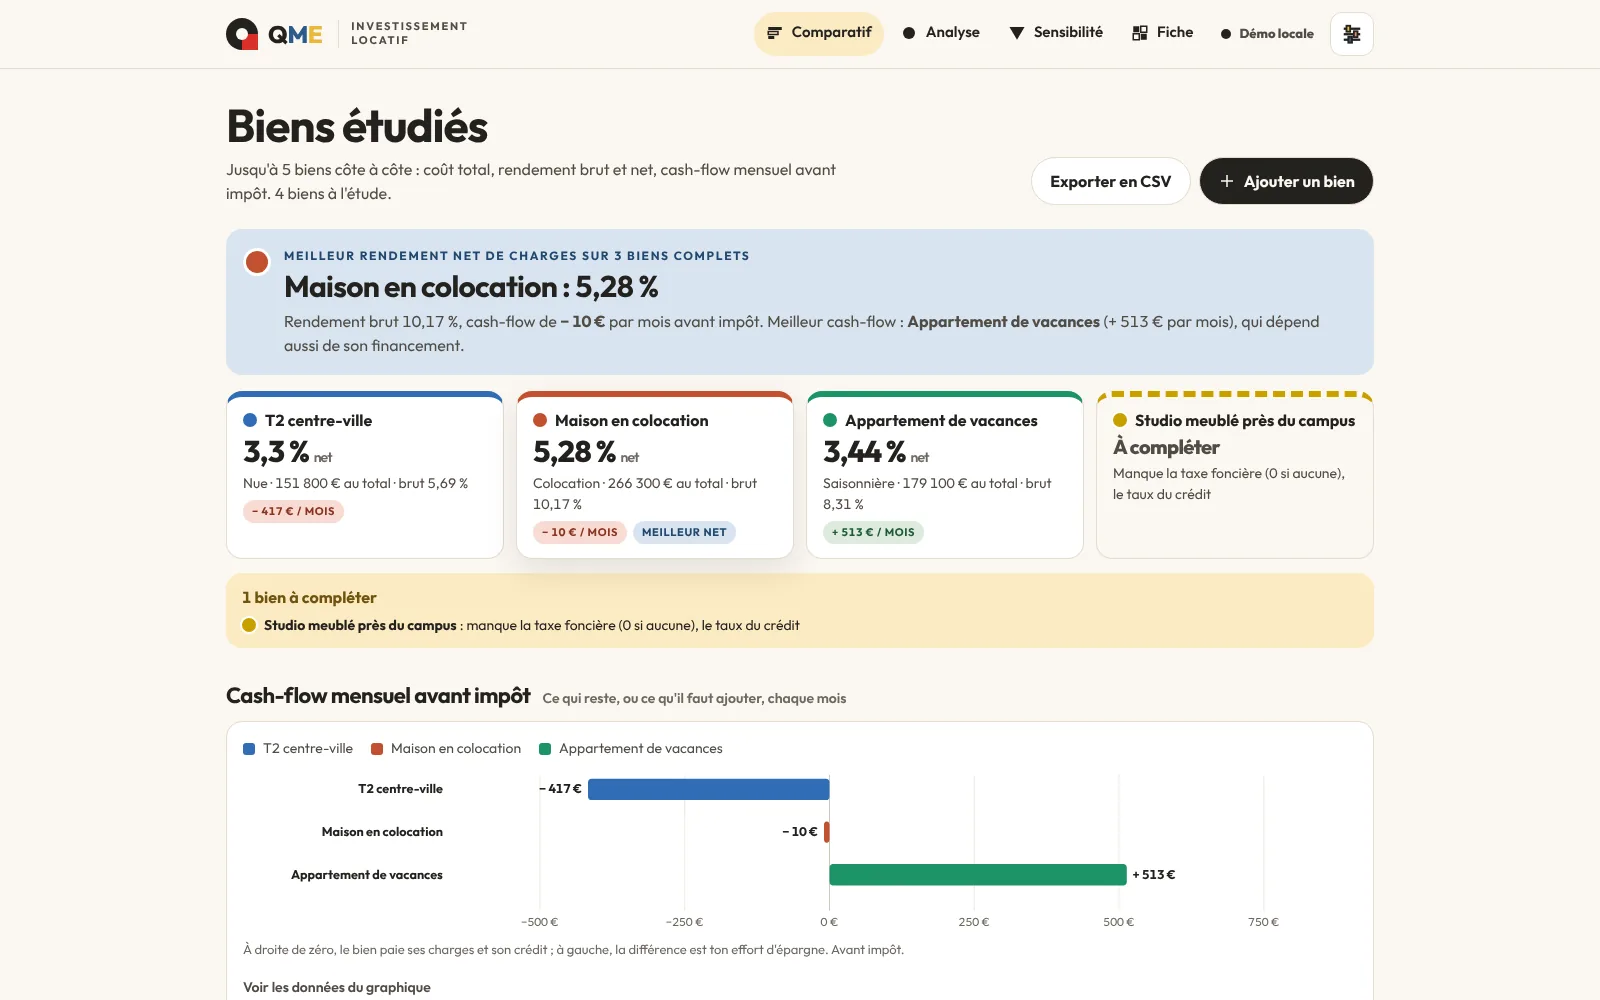 QME
INVESTISSEMENT
LOCATIF
Comparatif
Analyse
Sensibilité
Fiche
Démo locale
Biens étudiés
Jusqu'à 5 biens côte à côte : coût total, rendement brut et net, cash-flow mensuel avant
impôt. 4 biens à l'étude.
Exporter en CSV
+ Ajouter un bien
MEILLEUR RENDEMENT NET DE CHARGES SUR 3 BIENS COMPLETS
Maison en colocation : 5,28 %
Rendement brut 10,17 %, cash-flow de − 10 € par mois avant impôt. Meilleur cash-flow : Appartement de vacances (+ 513 € par mois), qui dépend
aussi de son financement.
T2 centre-ville
3,3 % net
Nue · 151 800 € au total · brut 5,69 %
− 417 € / MOIS
Maison en colocation
5,28 % net
Colocation · 266 300 € au total · brut
10,17 %
− 10 € / MOIS
MEILLEUR NET
Appartement de vacances
3,44 % net
Saisonnière · 179 100 € au total · brut
8,31 %
+ 513 € / MOIS
Studio meublé près du campus
À compléter
Manque la taxe foncière (0 si aucune),
le taux du crédit
1 bien à compléter
Studio meublé près du campus : manque la taxe foncière (0 si aucune), le taux du crédit
Cash-flow mensuel avant impôt
Ce qui reste, ou ce qu'il faut ajouter, chaque mois
T2 centre-ville
Maison en colocation
Appartement de vacances
T2 centre-ville
− 417 €
Maison en colocation
− 10 €
Appartement de vacances
+ 513 €
−500 €
−250 €
0 €
250 €
500 €
750 €
À droite de zéro, le bien paie ses charges et son crédit ; à gauche, la différence est ton effort d'épargne. Avant impôt.
Voir les données du graphique